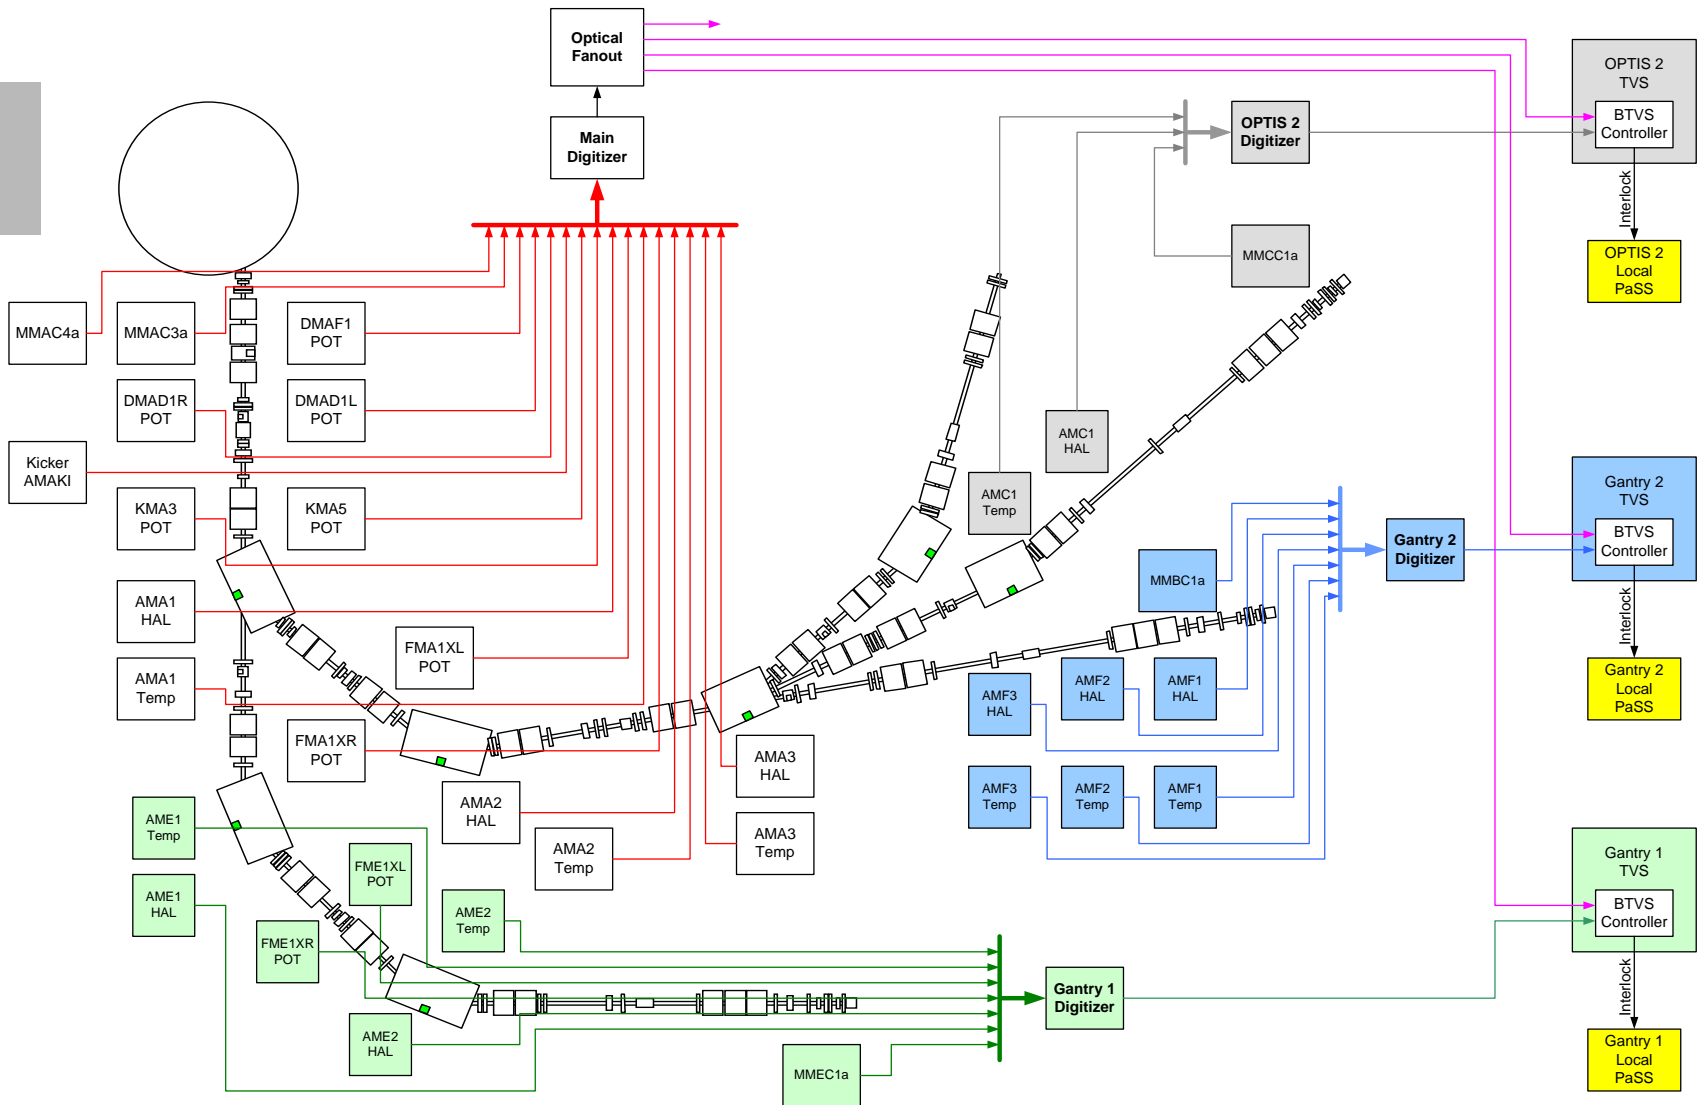 Optical
Fanout
Main
Digitizer
OPTIS 2
TVS
BTVS
Controller
Interlock
OPTIS 2
Local
PaSS
OPTIS 2
Digitizer
MMCC1a
MMAC4a
MMAC3a
DMAF1
POT
DMAD1R
POT
DMAD1L
POT
Kicker
AMAKI
KMA3
POT
KMA5
POT
AMC1
HAL
AMC1
Temp
Gantry 2
TVS
BTVS
Controller
Interlock
Gantry 2
Local
PaSS
Gantry 2
Digitizer
MMBC1a
AMA1
HAL
FMA1XL
POT
AMA1
Temp
FMA1XR
POT
AMF3
HAL
AMF2
HAL
AMF1
HAL
AMA3
HAL
AMA2
HAL
AMF3
Temp
AMF2
Temp
AMF1
Temp
AME1
Temp
AMA2
Temp
AMA3
Temp
FME1XL
POT
AME1
HAL
AME2
Temp
FME1XR
POT
Gantry 1
TVS
BTVS
Controller
Interlock
Gantry 1
Local
PaSS
Gantry 1
Digitizer
AME2
HAL
MMEC1a